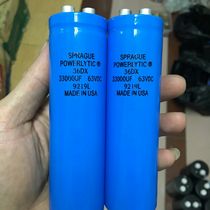 SPRAGUE
POWERLYTIC ®
36DX
33000UF 63VDC
9219L
MADE IN USA
SPRAGUE
POWERLYTIC ®
36DX
33000UF 63VDC
9219L
MADE IN USA